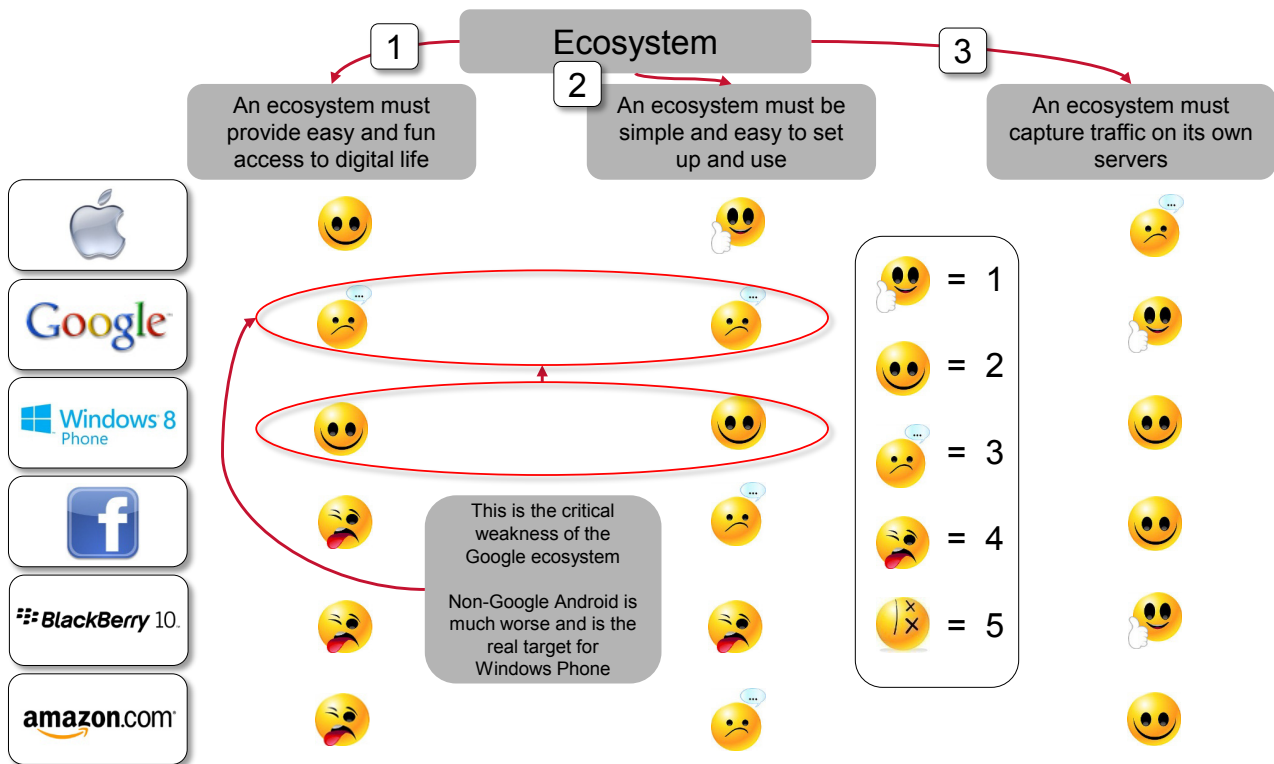 Ecosystem
1
2
3
An ecosystem must
provide easy and fun
access to digital life
An ecosystem must be
simple and easy to set
up and use
An ecosystem must
capture traffic on its own
servers
...
Google™
...
...
Windows 8
Phone
f
...
This is the critical
weakness of the
Google ecosystem
Non-Google Android is
much worse and is the
real target for
Windows Phone
BlackBerry 10
amazon.com
...
= 1
= 2
...
= 3
= 4
= 5